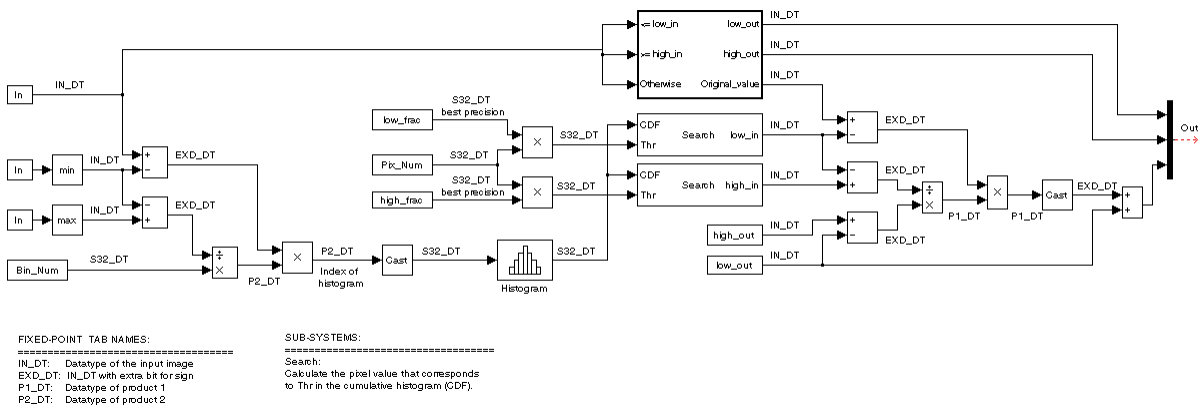 IN_DT
<= low_in
low_out
IN_DT
>= high_in
high_out
IN_DT
Otherwise
Original_value
In
IN_DT
S32_DT
best precision
low_frac
S32_DT
×
CDF
Thr
Search
low_in
IN_DT
+
−
EXD_DT
Out
In
min
IN_DT
+
−
EXD_DT
Pix_Num
S32_DT
S32_DT
best precision
high_frac
×
S32_DT
CDF
Thr
Search
high_in
IN_DT
−
+
EXD_DT
÷
×
P1_DT
×
P1_DT
Cast
EXD_DT
+
+
In
max
IN_DT
−
+
EXD_DT
high_out
IN_DT
+
−
EXD_DT
low_out
IN_DT
Bin_Num
S32_DT
÷
×
P2_DT
×
P2_DT
Index of
histogram
Cast
S32_DT
Histogram
S32_DT
FIXED-POINT TAB NAMES:
===================================
IN_DT: Datatype of the input image
EXD_DT: IN_DT with extra bit for sign
P1_DT: Datatype of product 1
P2_DT: Datatype of product 2
SUB-SYSTEMS:
===================================
Search:
Calculate the pixel value that corresponds
to Thr in the cumulative histogram (CDF).